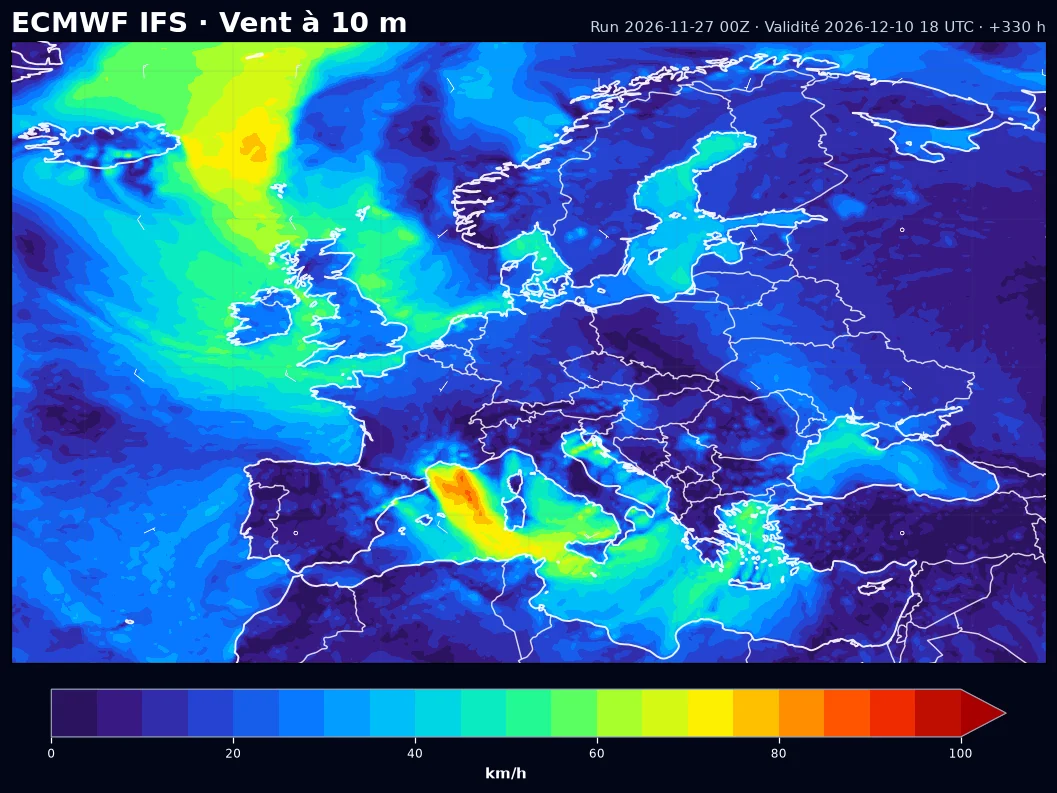 ECMWF IFS · Vent à 10 m
Run 2026-11-27 00Z · Validité 2026-12-10 18 UTC · +330 h
0 20 40 60 80 100
km/h